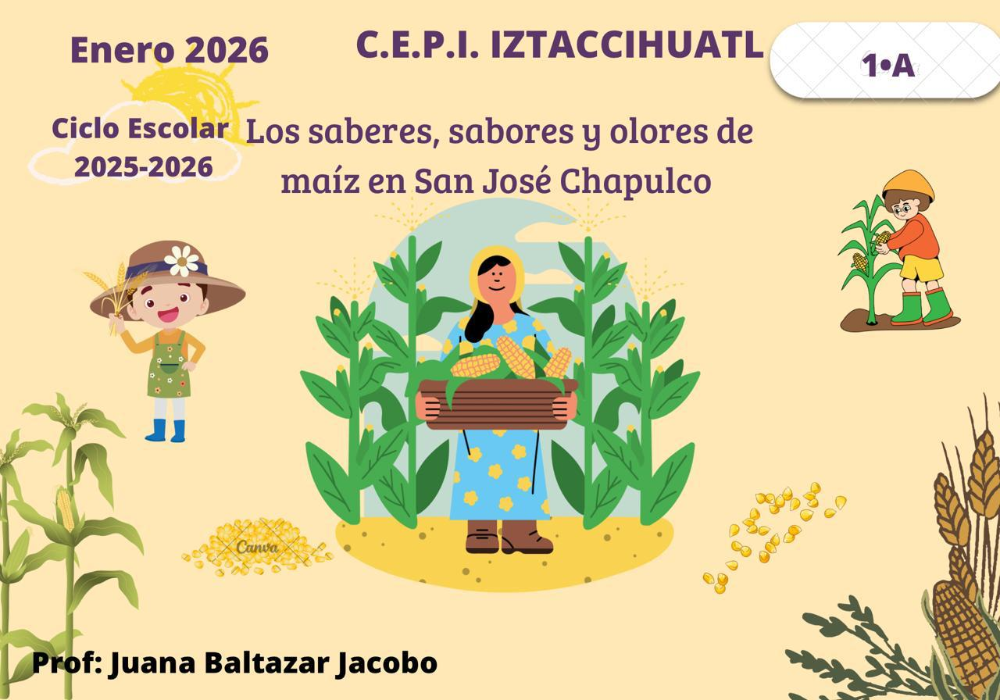 Enero 2026
C.E.P.I. IZTACCIHUATL
1•A
Ciclo Escolar
2025-2026
Los saberes, sabores y olores de
maíz en San José Chapulco
Canva
Prof: Juana Baltazar Jacobo